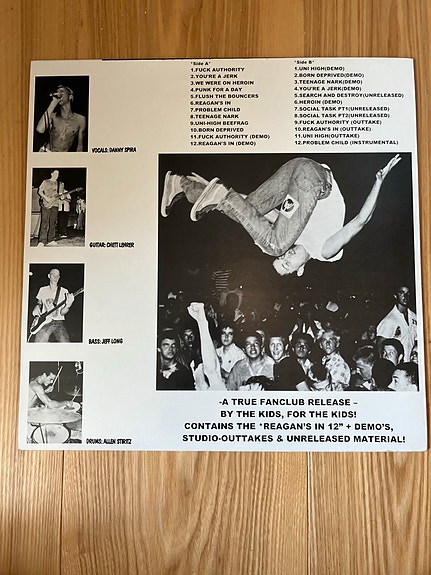 "Side A"
1.FUCK AUTHORITY
2.YOU'RE A JERK
3.WE WERE ON HEROIN
4.PUNK FOR A DAY
5.FLUSH THE BOUNCERS
6.REAGAN'S IN
7.PROBLEM CHILD
8.TEENAGE NARK
9.UNI-HIGH BEEFRAG
10.BORN DEPRIVED
11.FUCK AUTHORITY (DEMO)
12.REAGAN'S IN (DEMO)
"Side B"
1.UNI HIGH(DEMO)
2.BORN DEPRIVED(DEMO)
3.TEENAGE NARK(DEMO)
4.YOU'RE A JERK(DEMO)
5.SEARCH AND DESTROY(UNRELEASED)
6.HEROIN (DEMO)
7.SOCIAL TASK PT1(UNRELEASED)
8.SOCIAL TASK PT2(UNRELEASED)
9.FUCK AUTHORITY (OUTTAKE)
10.REAGAN'S IN (OUTTAKE)
11.UNI HIGH(OUTTAKE)
12.PROBLEM CHILD (INSTRUMENTAL)
VOCALS: DANNY SPIRA
GUITAR: CHETT LEHRER
BASS: JEFF LONG
DRUMS: ALLEN STIRITZ
-A TRUE FANCLUB RELEASE –
BY THE KIDS, FOR THE KIDS!
CONTAINS THE "REAGAN'S IN 12" + DEMO'S,
STUDIO-OUTTAKES & UNRELEASED MATERIAL!